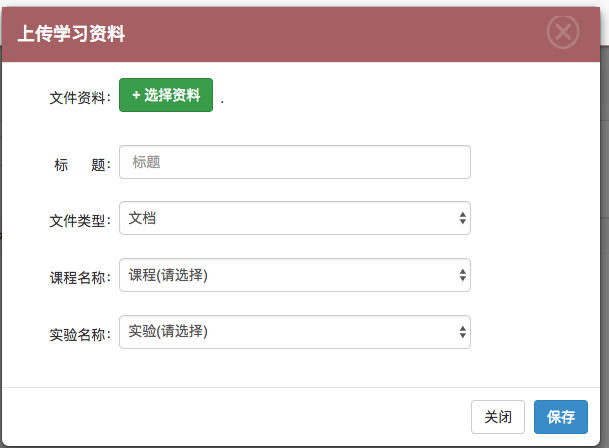 上传学习资料
文件资料： + 选择资料 .
标 题： 标题
文件类型： 文档
课程名称： 课程(请选择)
实验名称： 实验(请选择)
关闭 保存